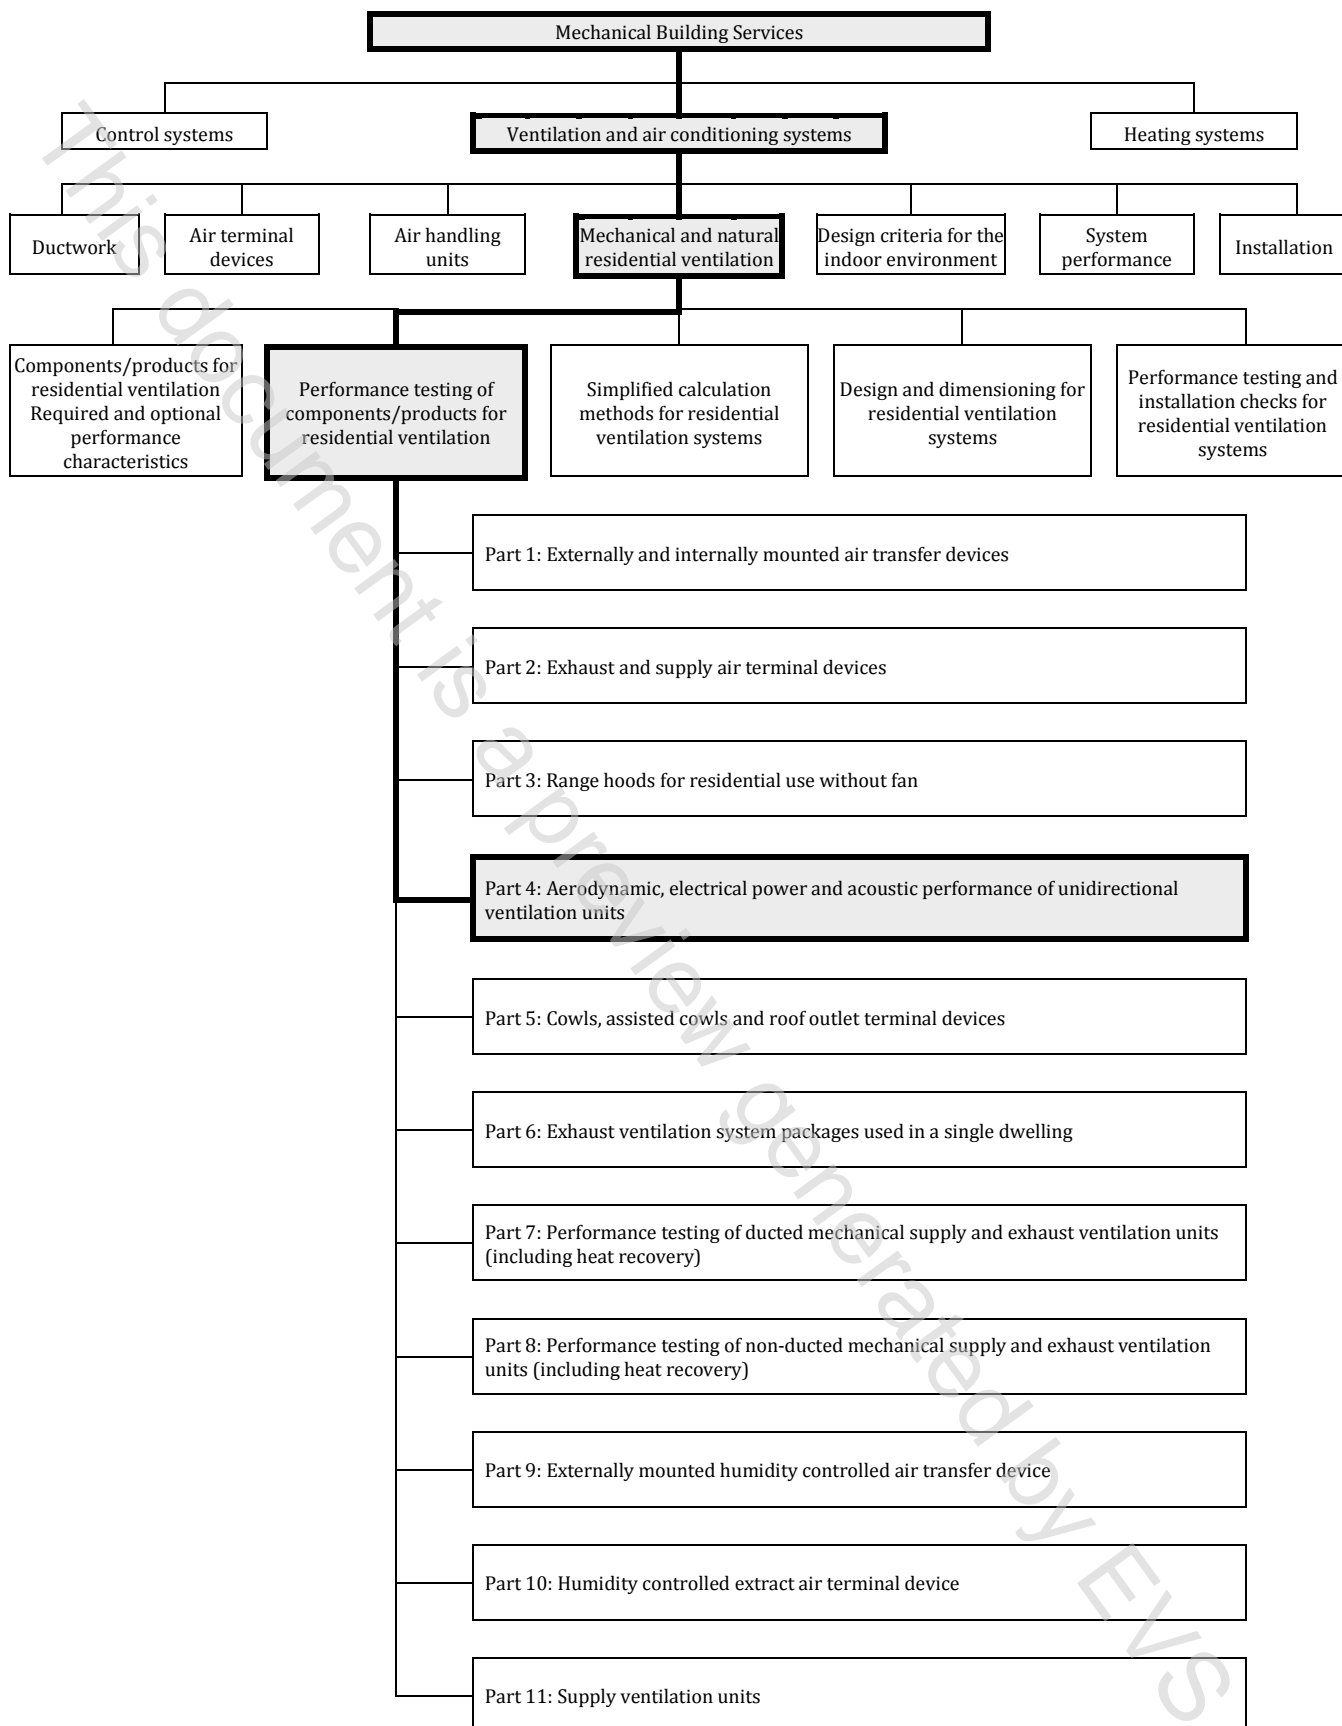 Mechanical Building Services
Control systems
Ventilation and air conditioning systems
Heating systems
Ductwork
Air terminal
devices
Air handling
units
Mechanical and natural
residential ventilation
Design criteria for the
indoor environment
System
performance
Installation
Components/products for
residential ventilation
Required and optional
performance
characteristics
Performance testing of
components/products for
residential ventilation
Simplified calculation
methods for residential
ventilation systems
Design and dimensioning for
residential ventilation
systems
Performance testing and
installation checks for
residential ventilation
systems
Part 1: Externally and internally mounted air transfer devices
Part 2: Exhaust and supply air terminal devices
Part 3: Range hoods for residential use without fan
Part 4: Aerodynamic, electrical power and acoustic performance of unidirectional
ventilation units
Part 5: Cowls, assisted cowls and roof outlet terminal devices
Part 6: Exhaust ventilation system packages used in a single dwelling
Part 7: Performance testing of ducted mechanical supply and exhaust ventilation units
(including heat recovery)
Part 8: Performance testing of non-ducted mechanical supply and exhaust ventilation
units (including heat recovery)
Part 9: Externally mounted humidity controlled air transfer device
Part 10: Humidity controlled extract air terminal device
Part 11: Supply ventilation units
This document is a preview generated by EVS